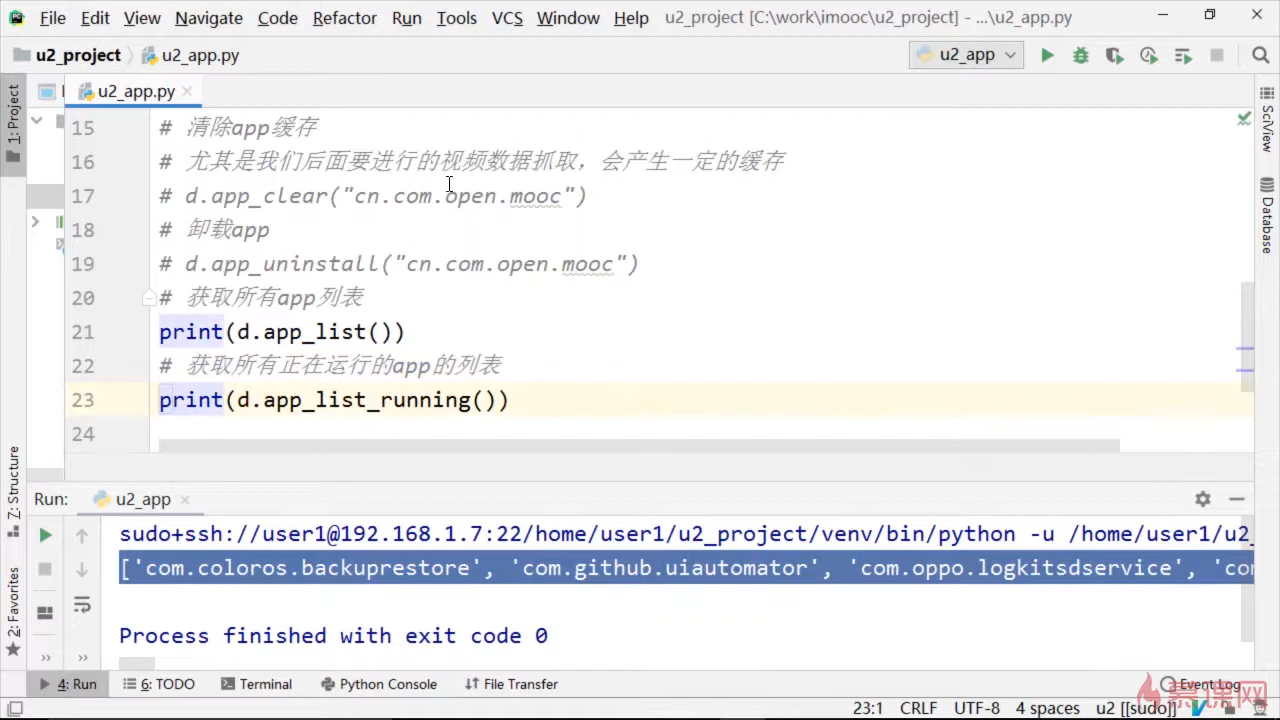 File Edit View Navigate Code Refactor Run Tools VCS Window Help u2_project [C:\work\imooc\u2_project] - ...\u2_app.py
u2_project u2_app.py u2_app
1: Project
u2_app.py
15 # 清除app缓存
16 # 尤其是我们后面要进行的视频数据抓取，会产生一定的缓存
17 # d.app_clear("cn.com.open.mooc")
18 # 卸载app
19 # d.app_uninstall("cn.com.open.mooc")
20 # 获取所有app列表
21 print(d.app_list())
22 # 获取所有正在运行的app的列表
23 print(d.app_list_running())
24
SciView
Database
Z: Structure
2: Favorites
Run: u2_app
sudo+ssh://user1@192.168.1.7:22/home/user1/u2_project/venv/bin/python -u /home/user1/u2_
['com.coloros.backuprestore', 'com.github.uiautomator', 'com.oppo.logkitsdservice', 'co
Process finished with exit code 0
4: Run 6: TODO Terminal Python Console File Transfer Event Log
慕课网
23:1 CRLF UTF-8 4 spaces u2 [[sudo]]